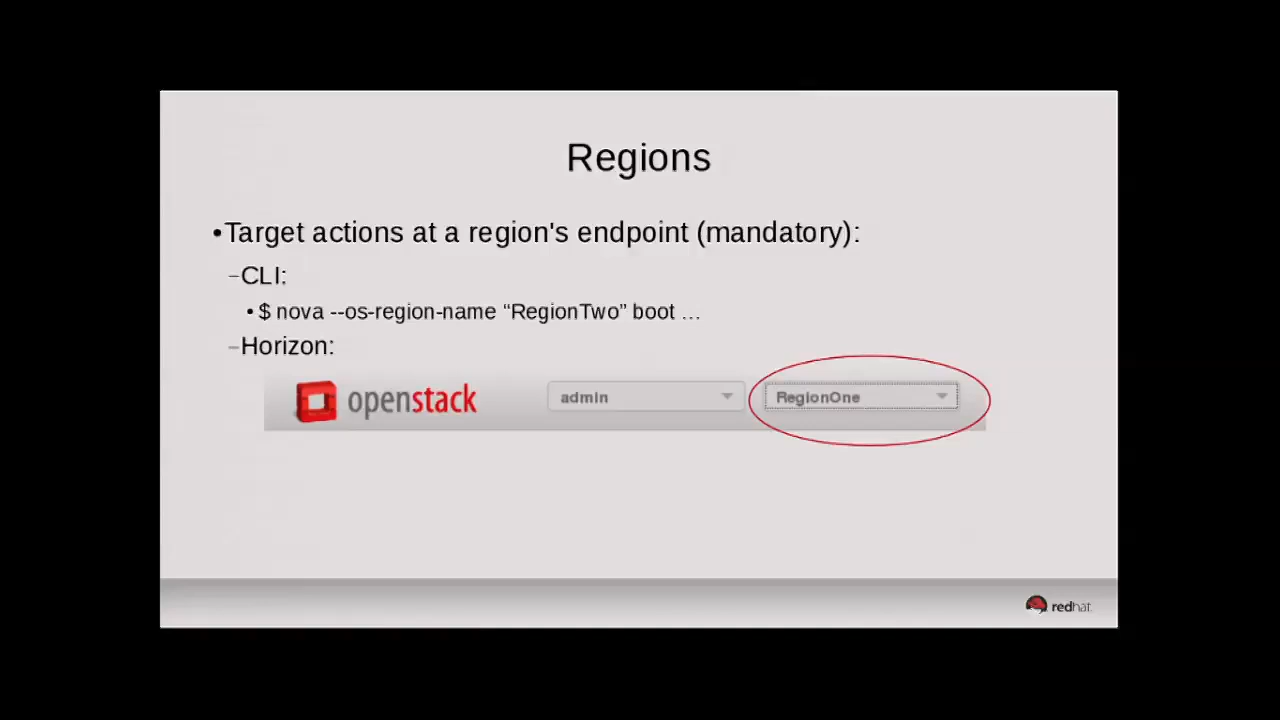 Regions
•Target actions at a region's endpoint (mandatory):
–CLI:
• $ nova --os-region-name “RegionTwo” boot …
–Horizon:
openstack admin RegionOne
redhat.